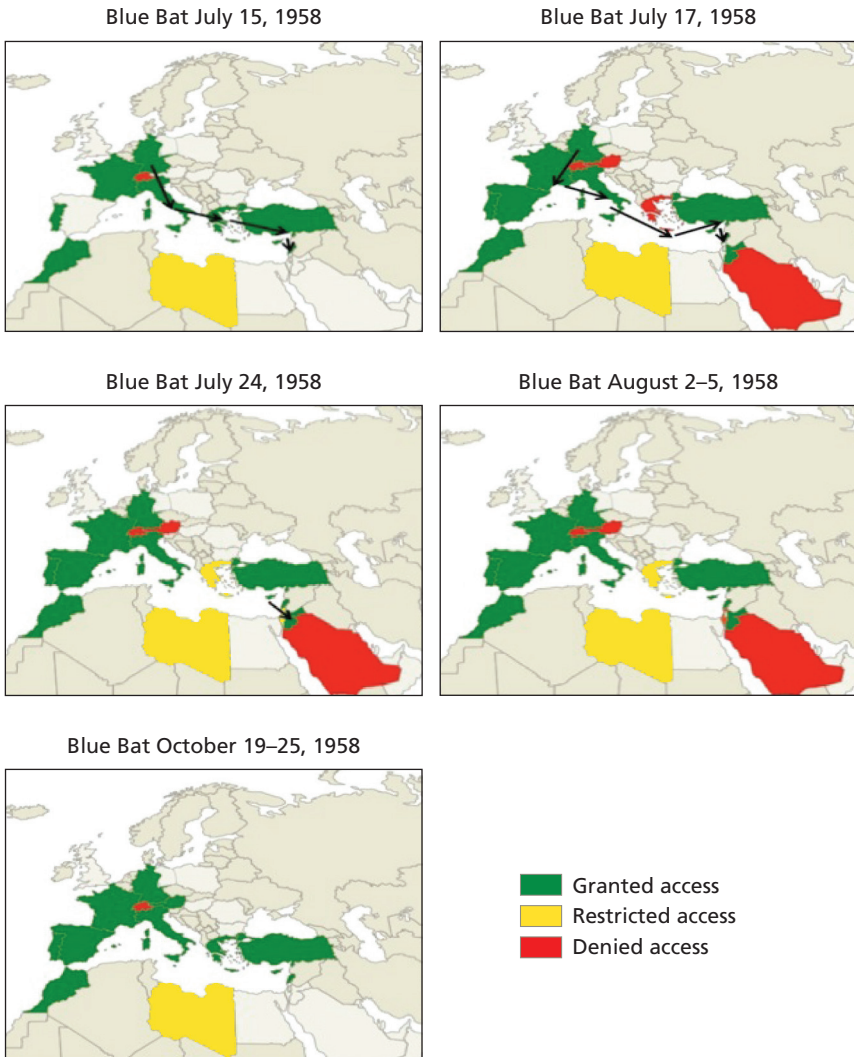 Blue Bat July 15, 1958
Blue Bat July 17, 1958
Blue Bat July 24, 1958
Blue Bat August 2–5, 1958
Blue Bat October 19–25, 1958
Granted access
Restricted access
Denied access